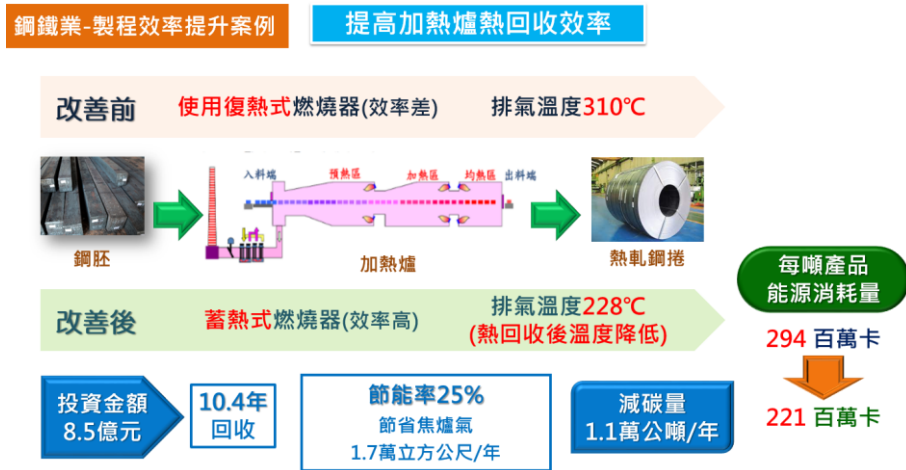 鋼鐵業-製程效率提升案例
提高加熱爐熱回收效率
改善前
使用復熱式燃燒器(效率差)
排氣溫度310℃
入料端
預熱區
加熱區
均熱區
出料端
鋼胚
加熱爐
熱軋鋼捲
改善後
蓄熱式燃燒器(效率高)
排氣溫度228℃
(熱回收後溫度降低)
每噸產品
能源消耗量
294 百萬卡
221 百萬卡
投資金額
8.5億元
10.4年
回收
節能率25%
節省焦爐氣
1.7萬立方公尺/年
減碳量
1.1萬公噸/年